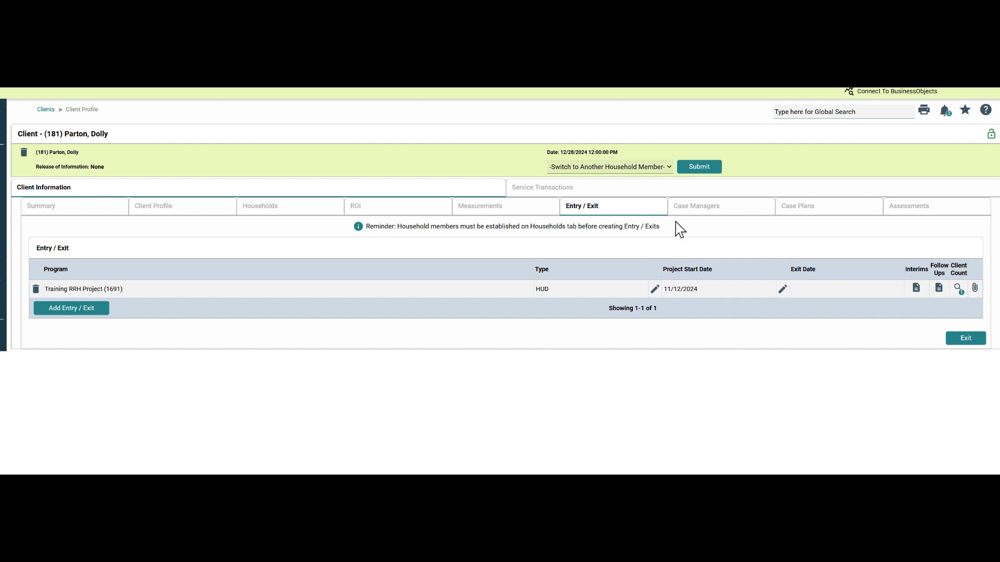 Connect To BusinessObjects
Clients > Client Profile
Type here for Global Search
2
?
Client - (181) Parton, Dolly
(181) Parton, Dolly
Date: 12/28/2024 12:00:00 PM
Release of Information: None
-Switch to Another Household Member-
Submit
Client Information
Service Transactions
Summary
Client Profile
Households
ROI
Measurements
Entry / Exit
Case Managers
Case Plans
Assessments
i
Reminder: Household members must be established on Households tab before creating Entry / Exits
Entry / Exit
Program
Type
Project Start Date
Exit Date
Interims
Follow Ups
Client Count
Training RRH Project (1691)
HUD
11/12/2024
1
Add Entry / Exit
Showing 1-1 of 1
Exit